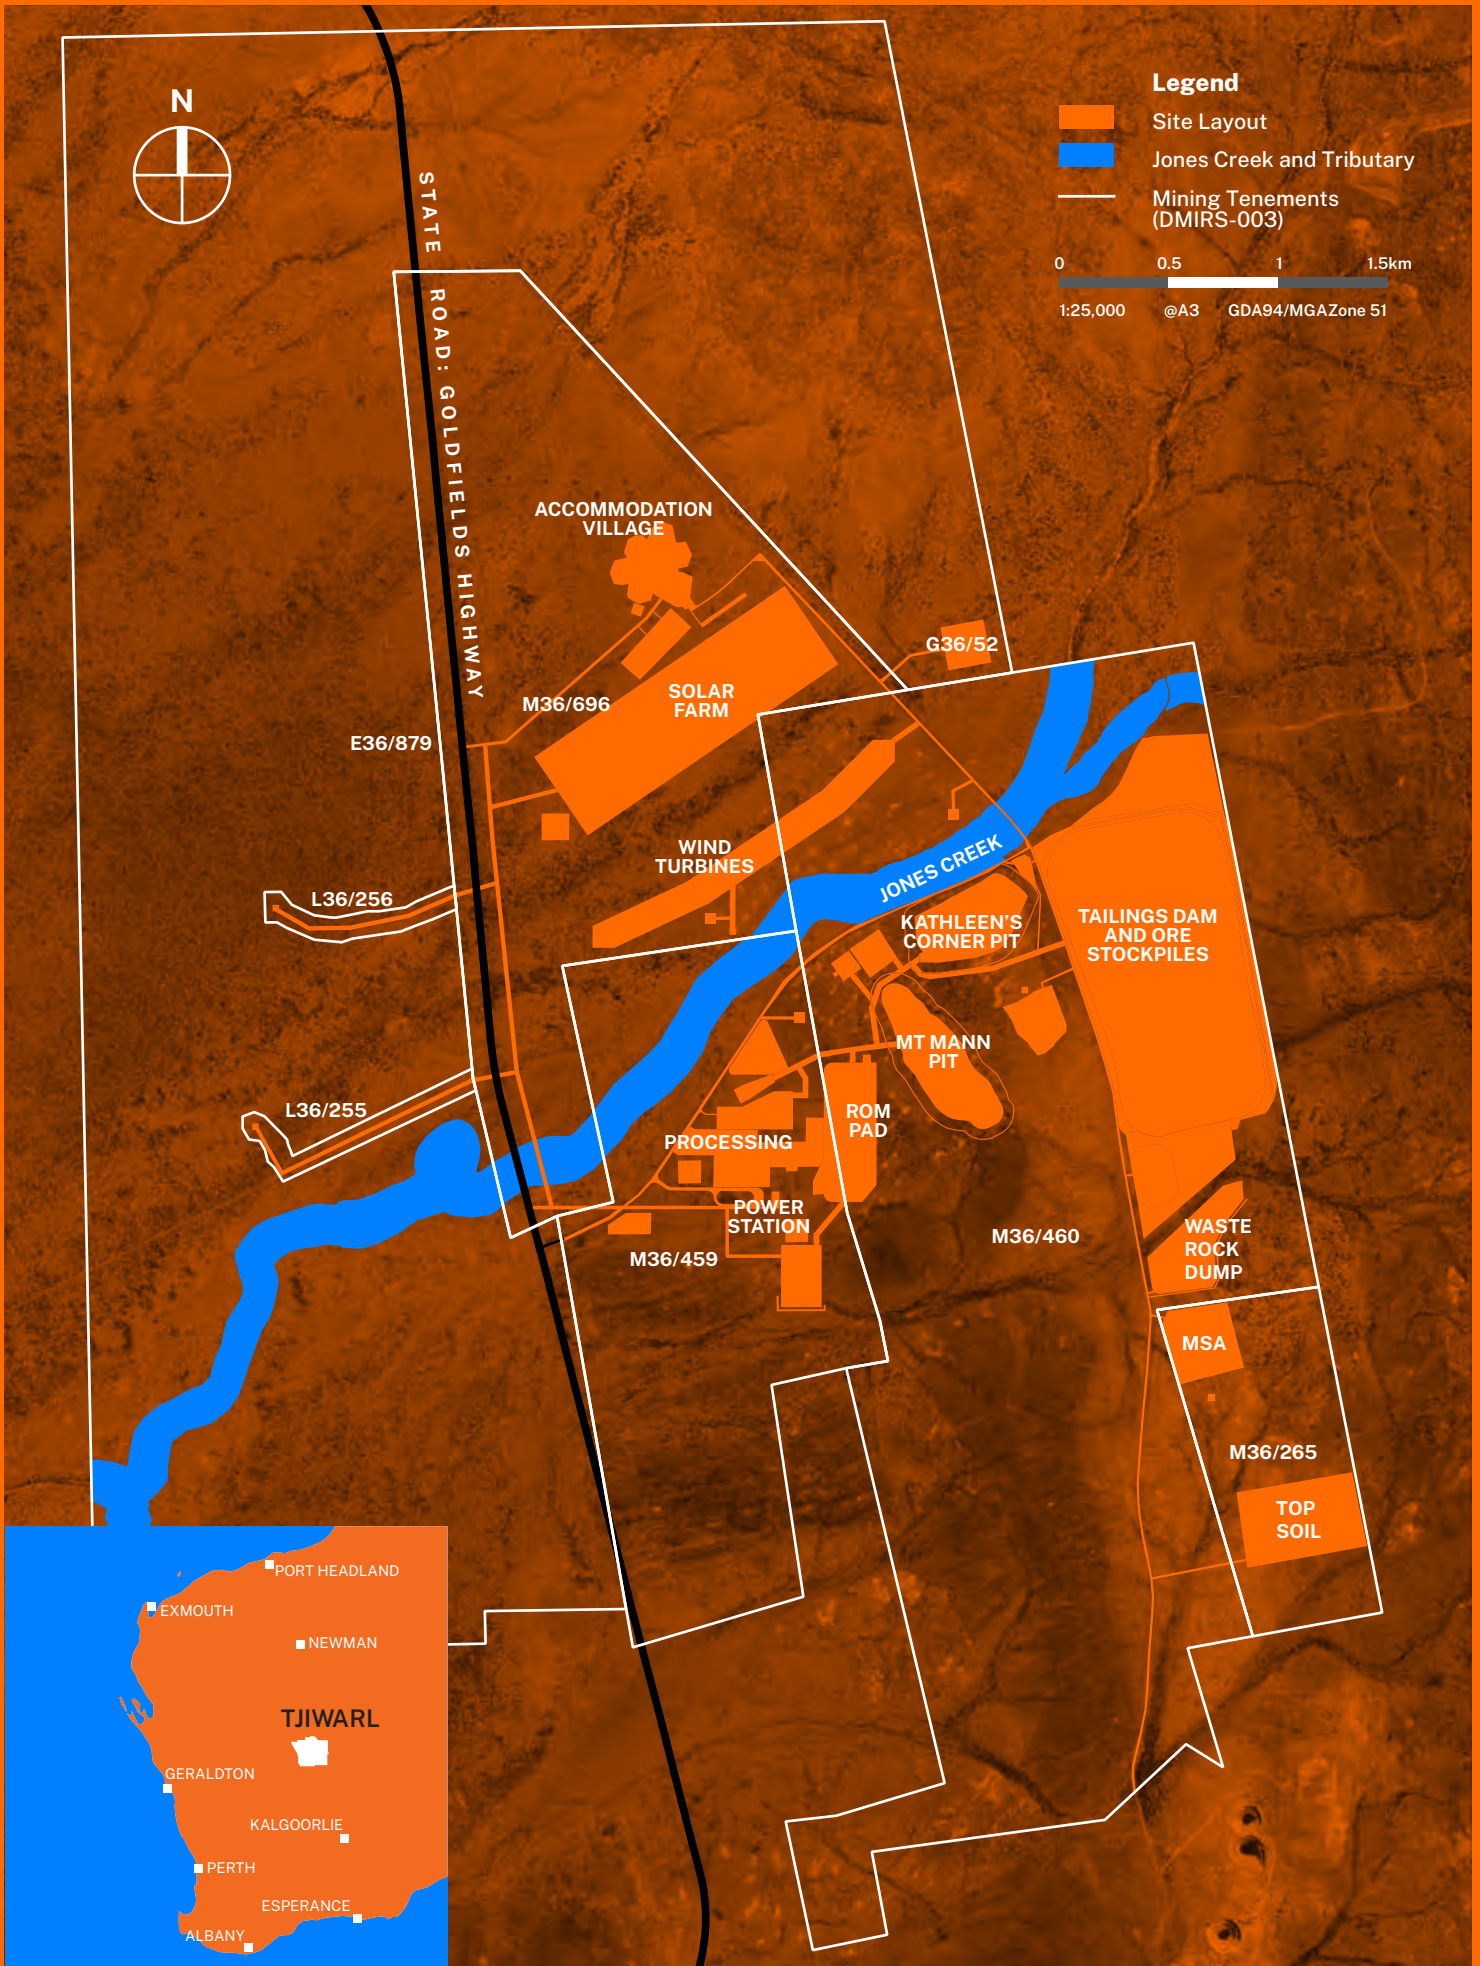 N
Legend
Site Layout
Jones Creek and Tributary
Mining Tenements
(DMIRS-003)
0 0.5 1 1.5km
1:25,000 @A3 GDA94/MGAZone 51
STATE ROAD: GOLDFIELDS HIGHWAY
ACCOMMODATION
VILLAGE
G36/52
SOLAR
FARM
M36/696
E36/879
WIND
TURBINES
JONES CREEK
L36/256
KATHLEEN'S
CORNER PIT
TAILINGS DAM
AND ORE
STOCKPILES
MT MANN
PIT
L36/255
ROM
PAD
PROCESSING
POWER
STATION
M36/459
M36/460
WASTE
ROCK
DUMP
MSA
M36/265
TOP
SOIL
PORT HEADLAND
EXMOUTH
NEWMAN
TJIWARL
GERALDTON
KALGOORLIE
PERTH
ESPERANCE
ALBANY